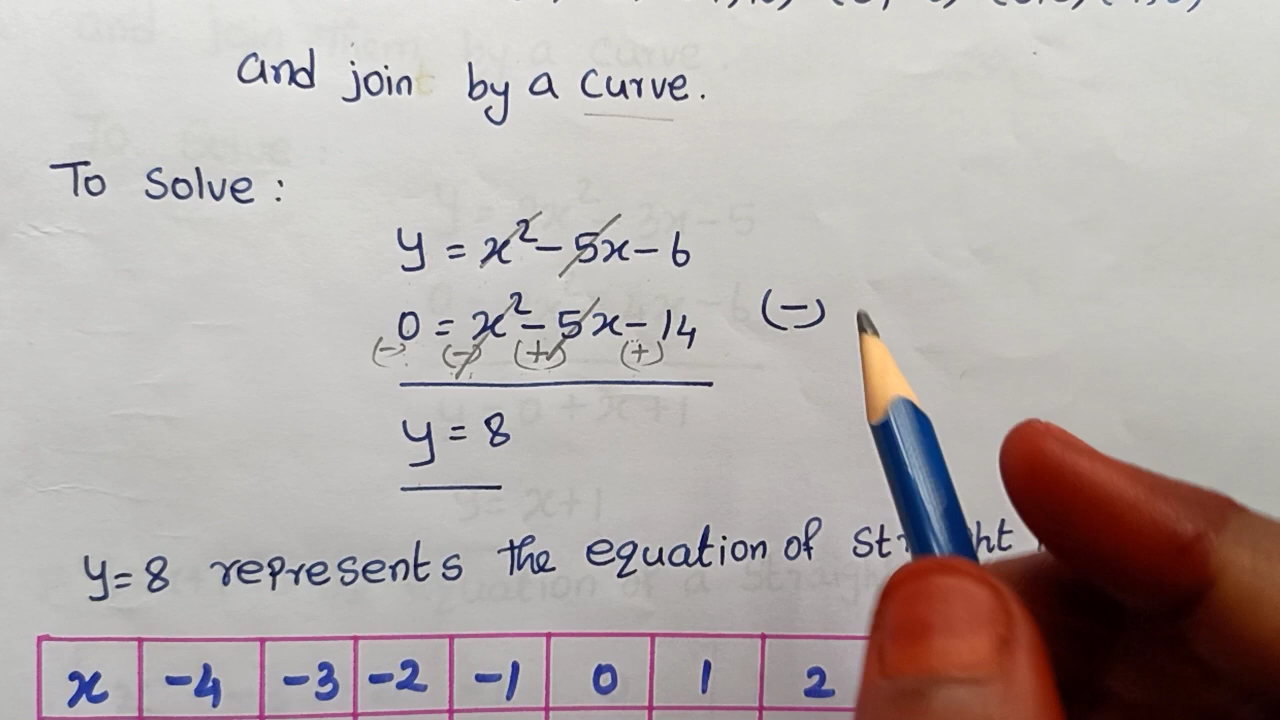 and join by a curve.
To solve:
y = x² - 5x - 6
0 = x² - 5x - 14 (-)
(-) (-) (+) (+)
y = 8
y=8 represents the equation of
x -4 -3 -2 -1 0 1 2